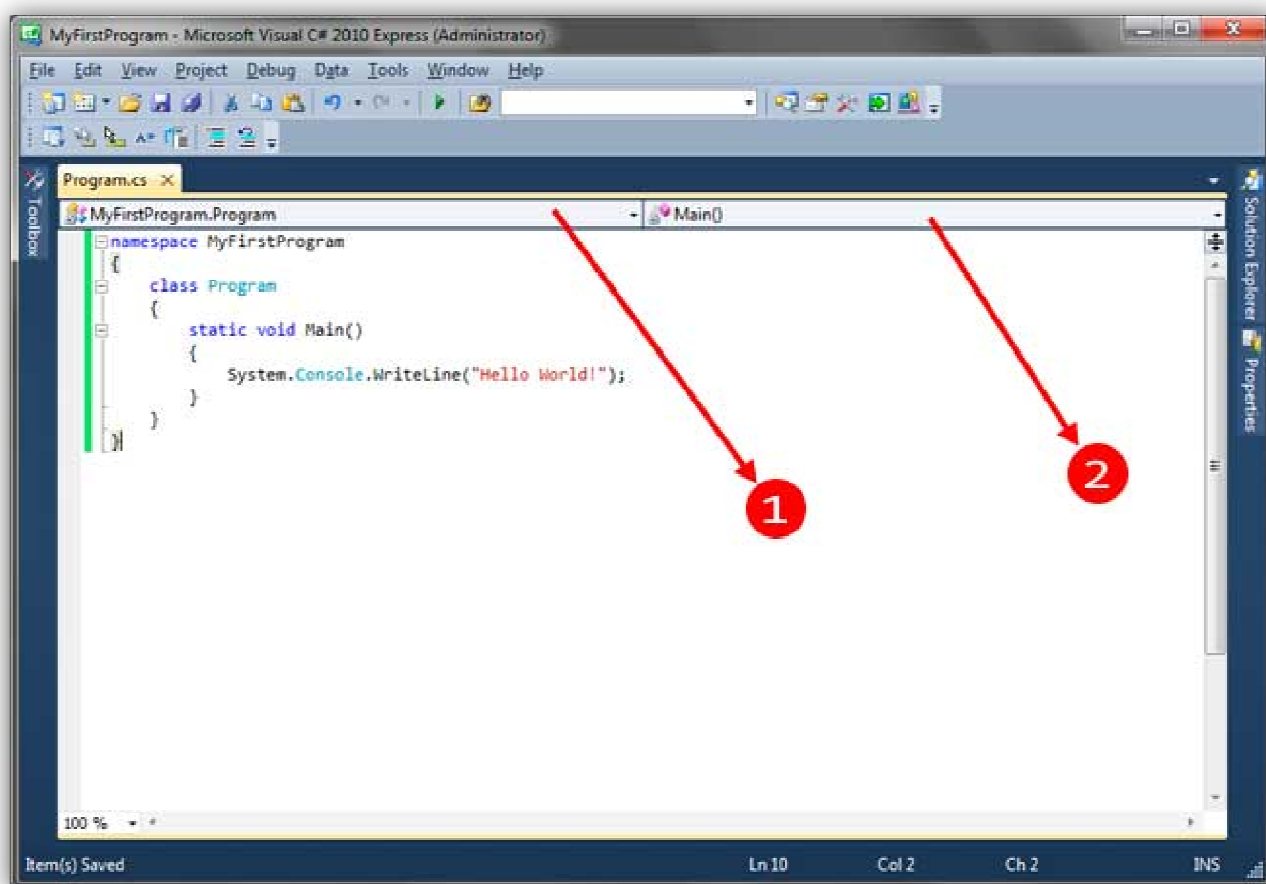 MyFirstProgram - Microsoft Visual C# 2010 Express (Administrator)
File Edit View Project Debug Data Tools Window Help
Toolbox
Program.cs
MyFirstProgram.Program
Main()
namespace MyFirstProgram
{
    class Program
    {
        static void Main()
        {
            System.Console.WriteLine("Hello World!");
        }
    }
}
1
2
Solution Explorer
Properties
100 %
Item(s) Saved Ln 10 Col 2 Ch 2 INS